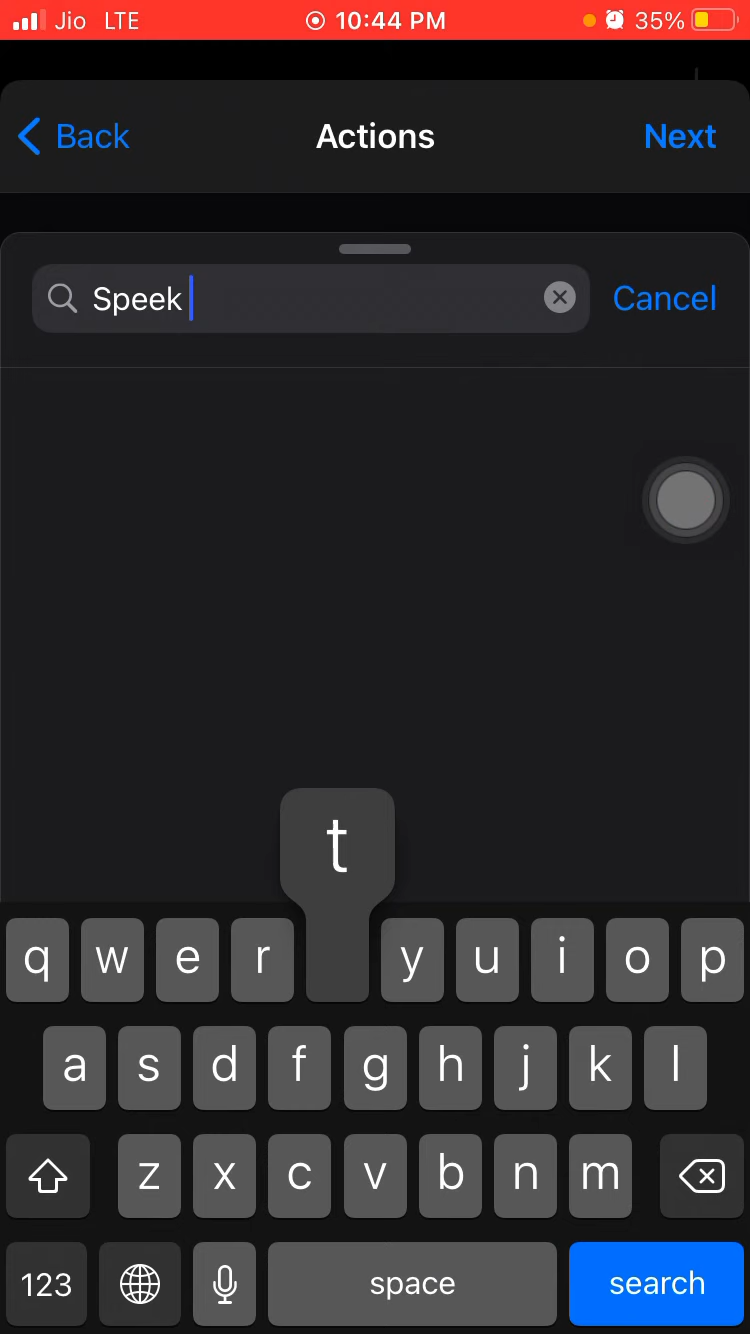 Jio LTE 10:44 PM 35%
Back Actions Next
Speek Cancel
t
q w e r y u i o p
a s d f g h j k l
z x c v b n m
123 space search